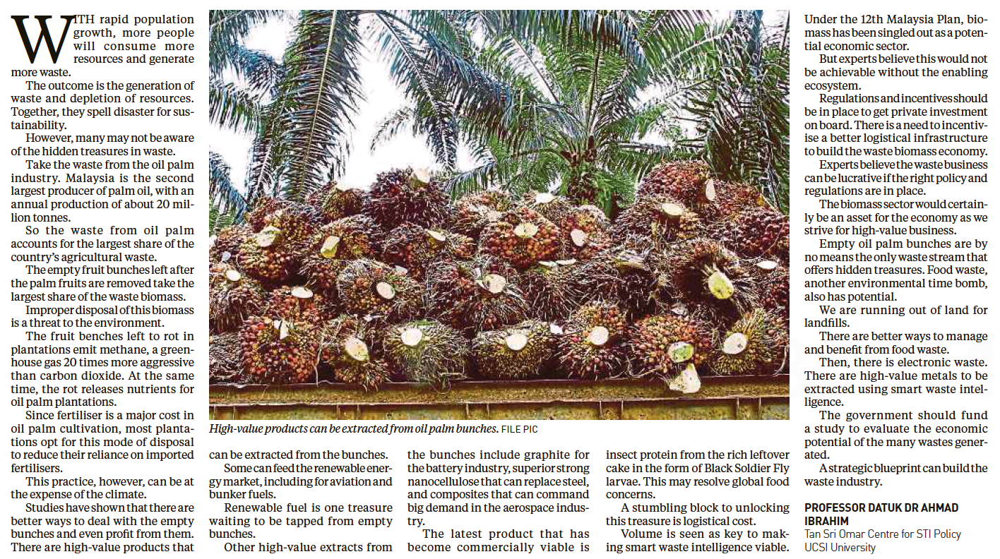 WITH rapid population
growth, more people
will consume more
resources and generate
more waste.
The outcome is the generation of
waste and depletion of resources.
Together, they spell disaster for sus-
tainability.
However, many may not be aware
of the hidden treasures in waste.
Take the waste from the oil palm
industry. Malaysia is the second
largest producer of palm oil, with an
annual production of about 20 mil-
lion tonnes.
So the waste from oil palm
accounts for the largest share of the
country's agricultural waste.
The empty fruit bunches left after
the palm fruits are removed take the
largest share of the waste biomass.
Improper disposal of this biomass
is a threat to the environment.
The fruit benches left to rot in
plantations emit methane, a green-
house gas 20 times more aggressive
than carbon dioxide. At the same
time, the rot releases nutrients for
oil palm plantations.
Since fertiliser is a major cost in
oil palm cultivation, most planta-
tions opt for this mode of disposal
to reduce their reliance on imported
fertilisers.
This practice, however, can be at
the expense of the climate.
Studies have shown that there are
better ways to deal with the empty
bunches and even profit from them.
There are high-value products that
High-value products can be extracted from oil palm bunches. FILE PIC
can be extracted from the bunches.
Some can feed the renewable ener-
gy market, including for aviation and
bunker fuels.
Renewable fuel is one treasure
waiting to be tapped from empty
bunches.
Other high-value extracts from
the bunches include graphite for
the battery industry, superior strong
nanocellulose that can replace steel,
and composites that can command
big demand in the aerospace indus-
try.
The latest product that has
become commercially viable is
insect protein from the rich leftover
cake in the form of Black Soldier Fly
larvae. This may resolve global food
concerns.
A stumbling block to unlocking
this treasure is logistical cost.
Volume is seen as key to mak-
ing smart waste intelligence viable.
Under the 12th Malaysia Plan, bio-
mass has been singled out as a poten-
tial economic sector.
But experts believe this would not
be achievable without the enabling
ecosystem.
Regulations and incentives should
be in place to get private investment
on board. There is a need to incentiv-
ise a better logistical infrastructure
to build the waste biomass economy.
Experts believe the waste business
can be lucrative if the right policy and
regulations are in place.
The biomass sector would certain-
ly be an asset for the economy as we
strive for high-value business.
Empty oil palm bunches are by
no means the only waste stream that
offers hidden treasures. Food waste,
another environmental time bomb,
also has potential.
We are running out of land for
landfills.
There are better ways to manage
and benefit from food waste.
Then, there is electronic waste.
There are high-value metals to be
extracted using smart waste intel-
ligence.
The government should fund
a study to evaluate the economic
potential of the many wastes gener-
ated.
A strategic blueprint can build the
waste industry.
PROFESSOR DATUK DR AHMAD
IBRAHIM
Tan Sri Omar Centre for STI Policy
UCSI University